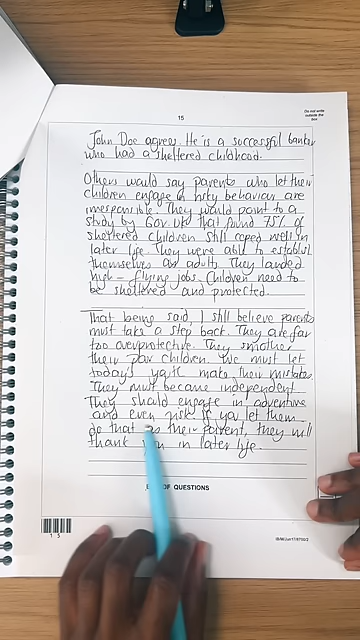 15
Do not write
outside the
box
John Doe agrees. He is a successful banker
who had a sheltered childhood.
Others would say parents who let their
children engage in risky behaviour are
irresponsible. They would point to a
study by Gov.uk that found 75% of
sheltered children still coped well in
later life. They were able to establish
themselves as adults. They landed
high-flying jobs. Children need to
be sheltered and protected.
That being said, I still believe parents
must take a step back. They are far
too overprotective. They smother
their poor children. We must let
today's youth make their mistakes.
They must became independent
They should engage in adventure
and even risk. If you let them
do that as their parent, they will
thank you in later life.
OF QUESTIONS
IB/M/Jun17/8700/2
1 5